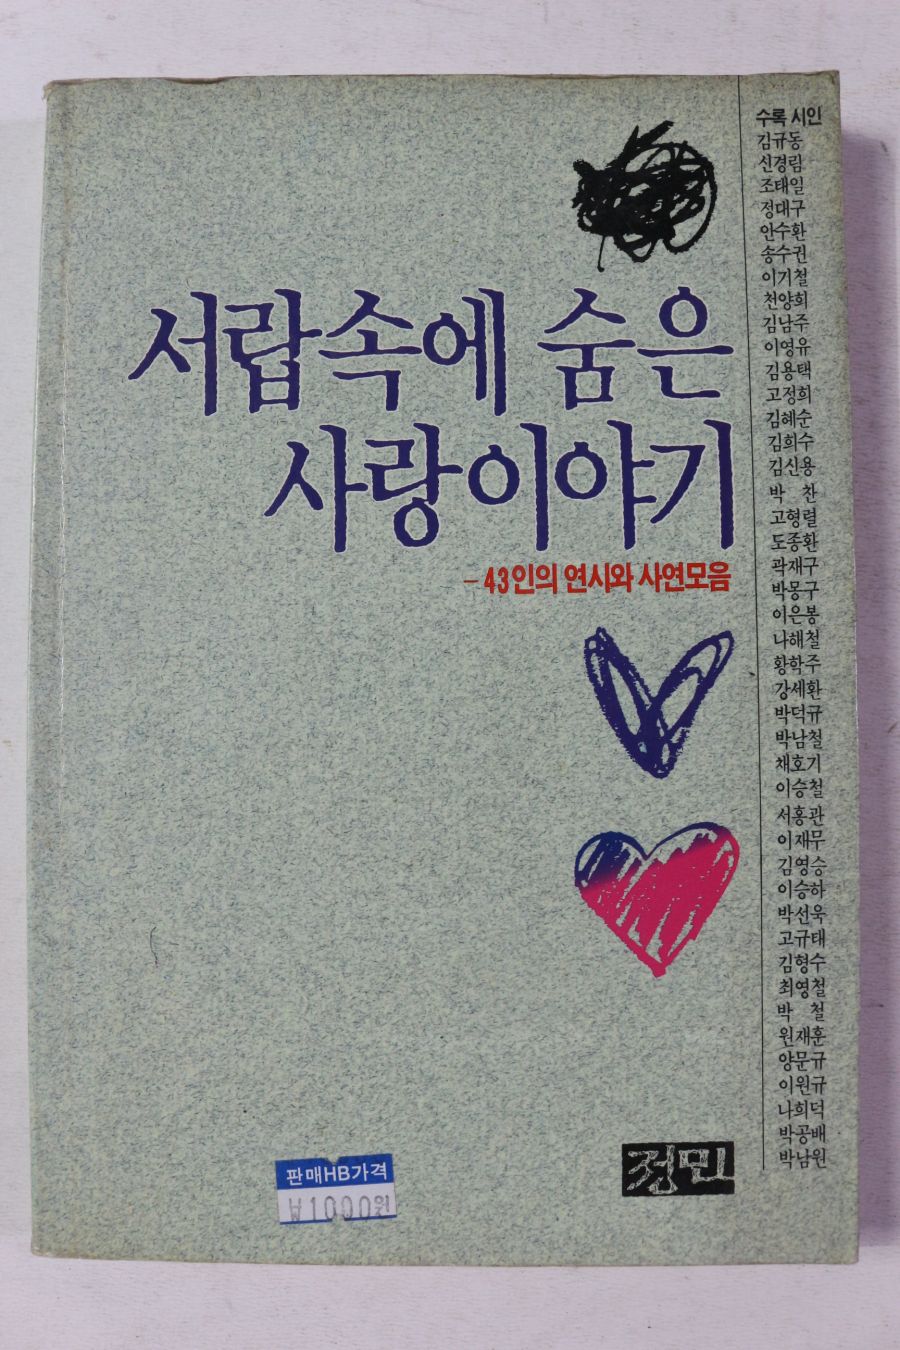 서랍속에 숨은
사랑이야기
- 43인의 연시와 사연모음
수록 시인
김규동
신경림
조태일
정대구
안수환
송수권
이기철
천양희
김남주
이영유
김용택
고정희
김혜순
김희수
김신용
박 찬
고형렬
도종환
곽재구
박몽구
이은봉
나해철
황학주
강세환
박덕규
박남철
채호기
이승철
서홍관
이재무
김영승
이승하
박선욱
고규태
김형수
최영철
박 철
원재훈
양문규
이원규
나희덕
박공배
박남원
판매HB가격
₩1000원
정민